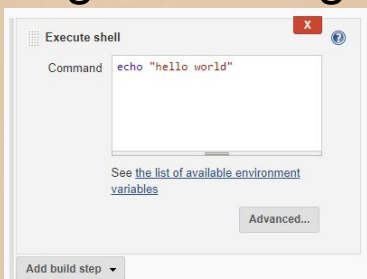 Execute shell
X
Command
echo "hello world"
See the list of available environment
variables
Advanced...
Add build step